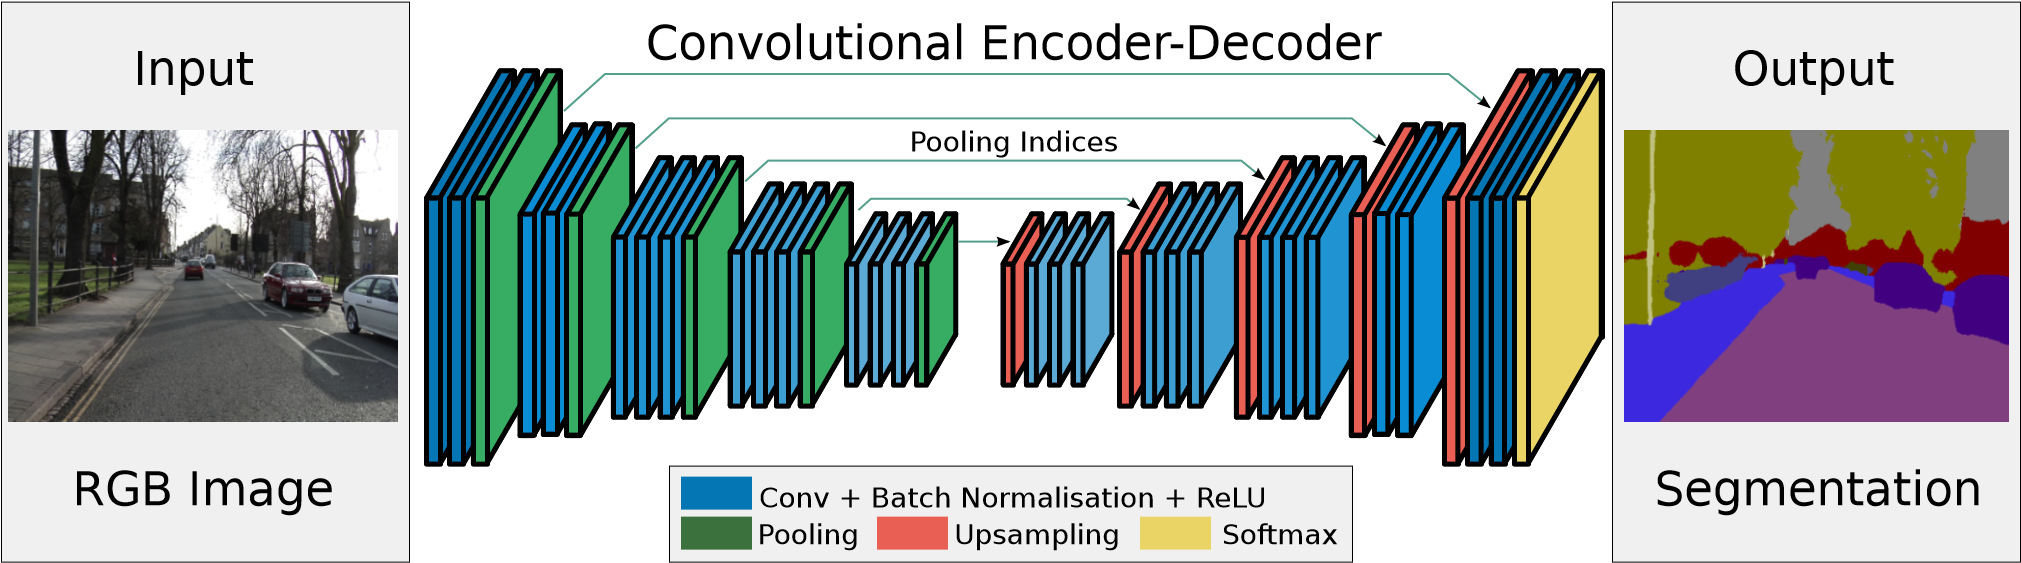 Input
RGB Image
Convolutional Encoder-Decoder
Pooling Indices
Conv + Batch Normalisation + ReLU
Pooling Upsampling Softmax
Output
Segmentation